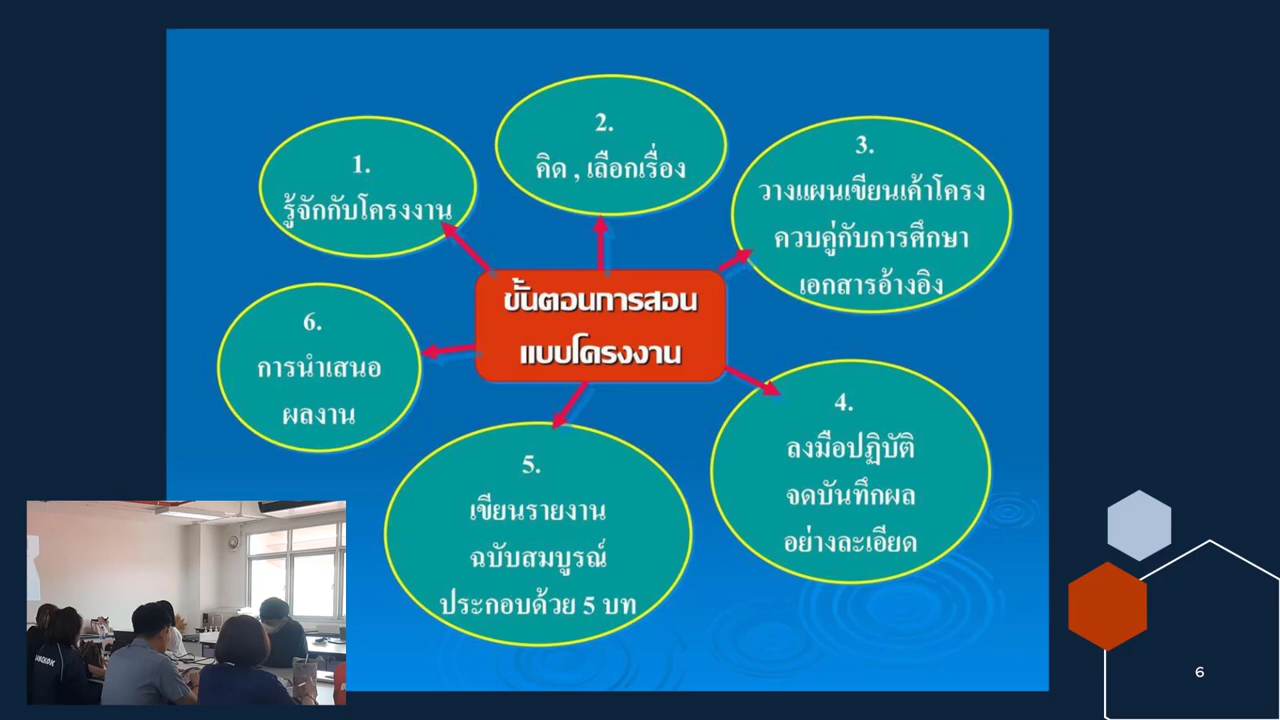 ขั้นตอนการสอน
แบบโครงงาน
1.
รู้จักกับโครงงาน
2.
คิด , เลือกเรื่อง
3.
วางแผนเขียนเค้าโครง
ควบคู่กับการศึกษา
เอกสารอ้างอิง
4.
ลงมือปฏิบัติ
จดบันทึกผล
อย่างละเอียด
5.
เขียนรายงาน
ฉบับสมบูรณ์
ประกอบด้วย 5 บท
6.
การนำเสนอ
ผลงาน
BANGKOK
6